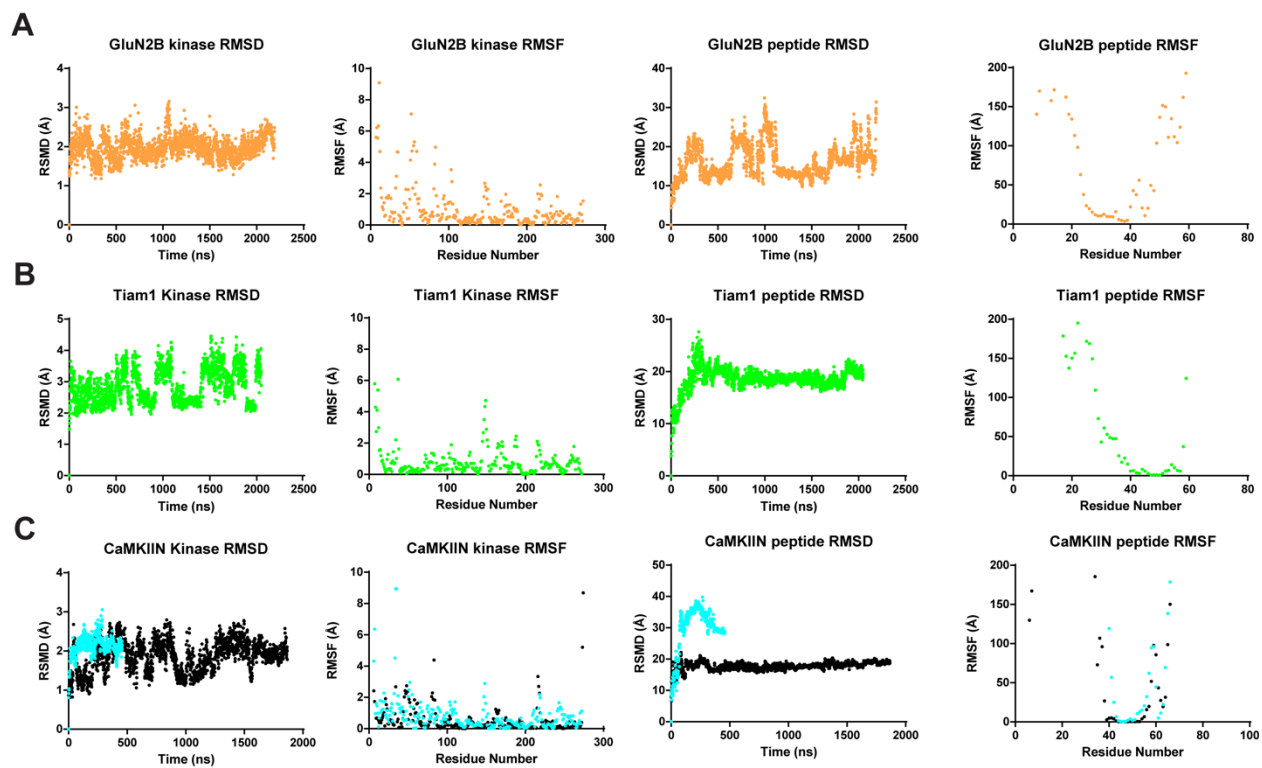 A
GluN2B kinase RMSD
RSMD (Å)
4
3
2
1
0
0 500 1000 1500 2000 2500
Time (ns)
GluN2B kinase RMSF
RMSF (Å)
10
8
6
4
2
0
0 100 200 300
Residue Number
GluN2B peptide RMSD
RSMD (Å)
40
30
20
10
0
0 500 1000 1500 2000 2500
Time (ns)
GluN2B peptide RMSF
RMSF (Å)
200
150
100
50
0
0 20 40 60 80
Residue Number
B
Tiam1 Kinase RMSD
RSMD (Å)
5
4
3
2
1
0
0 500 1000 1500 2000 2500
Time (ns)
Tiam1 Kinase RMSF
RMSF (Å)
10
8
6
4
2
0
0 100 200 300
Residue Number
Tiam1 peptide RMSD
RSMD (Å)
30
20
10
0
0 500 1000 1500 2000 2500
Time (ns)
Tiam1 peptide RMSF
RMSF (Å)
200
150
100
50
0
0 20 40 60 80
Residue Number
C
CaMKIIN Kinase RMSD
RSMD (Å)
4
3
2
1
0
0 500 1000 1500 2000
Time (ns)
CaMKIIN kinase RMSF
RMSF (Å)
10
8
6
4
2
0
0 100 200 300
Residue Number
CaMKIIN peptide RMSD
RSMD (Å)
50
40
30
20
10
0
0 500 1000 1500 2000
Time (ns)
CaMKIIN peptide RMSF
RMSF (Å)
200
150
100
50
0
0 20 40 60 80 100
Residue Number